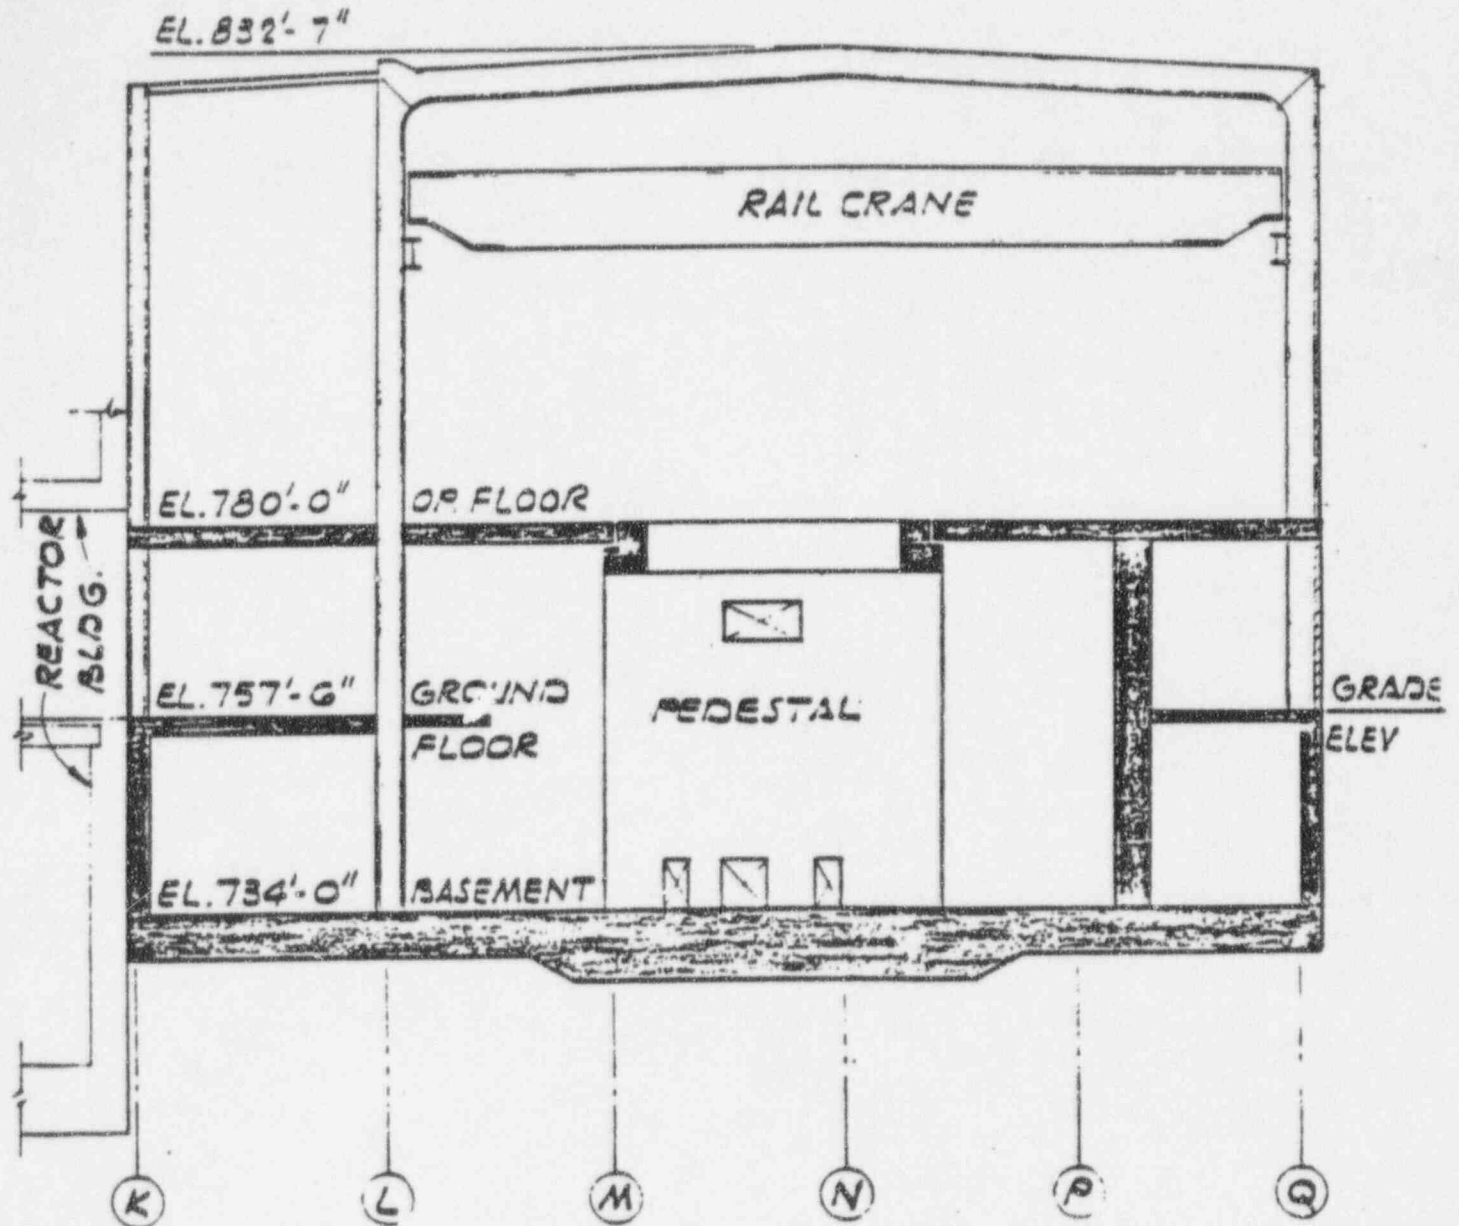 EL. 832'-7"
RAIL CRANE
EL. 780'-0" OP. FLOOR
REACTOR
BLDG.
EL. 757'-6" GROUND
FLOOR
PEDESTAL
GRADE
ELEV
EL. 734'-0" BASEMENT
K L M N P Q